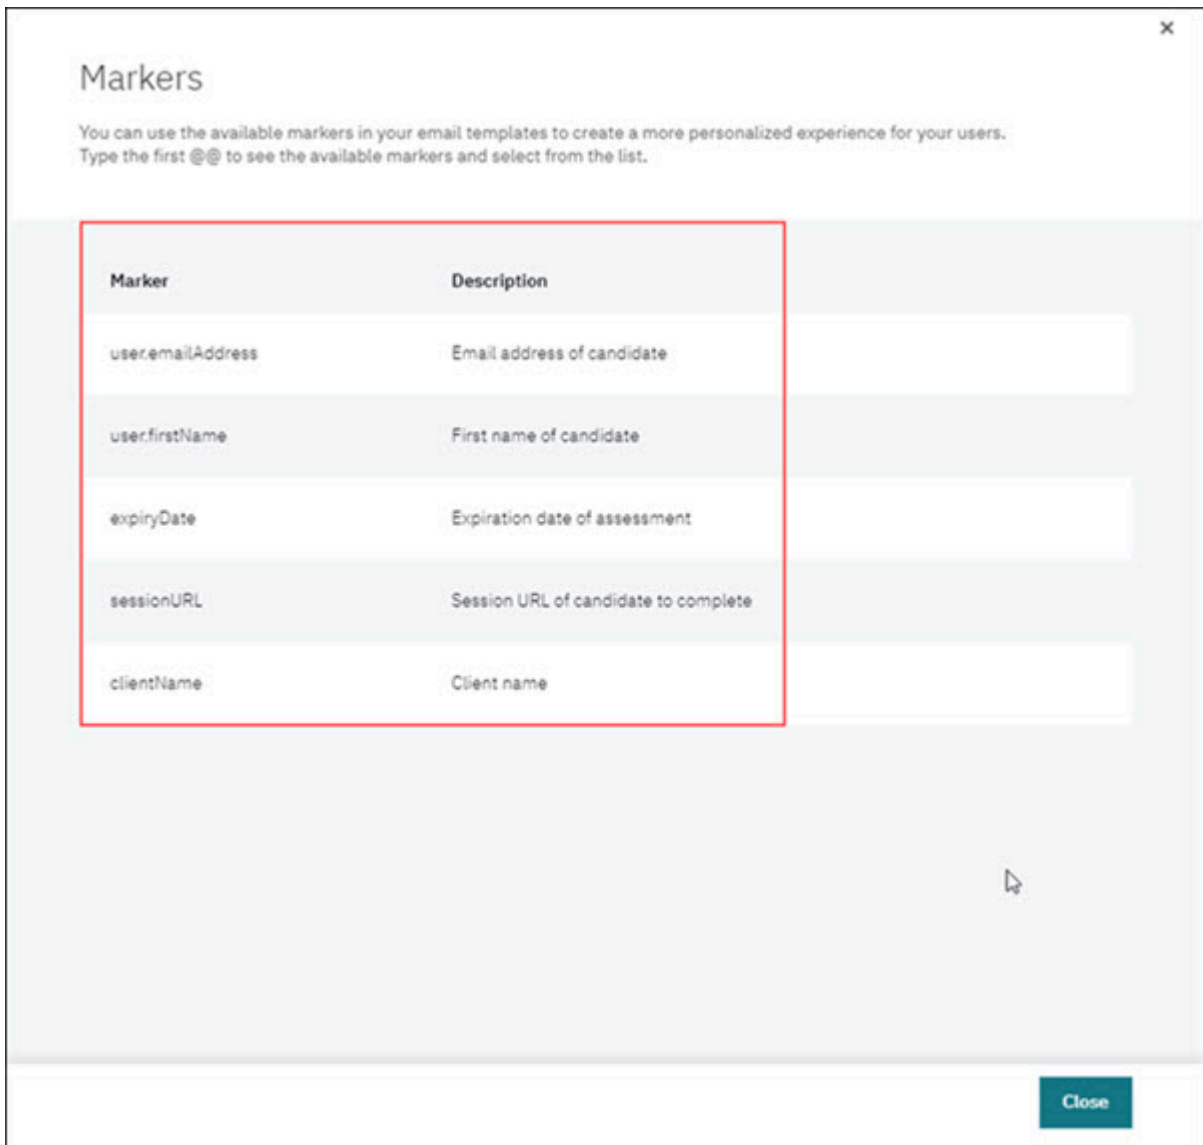 ×
Markers
You can use the available markers in your email templates to create a more personalized experience for your users.
Type the first @@ to see the available markers and select from the list.
Marker Description
user.emailAddress Email address of candidate
user.firstName First name of candidate
expiryDate Expiration date of assessment
sessionURL Session URL of candidate to complete
clientName Client name
Close